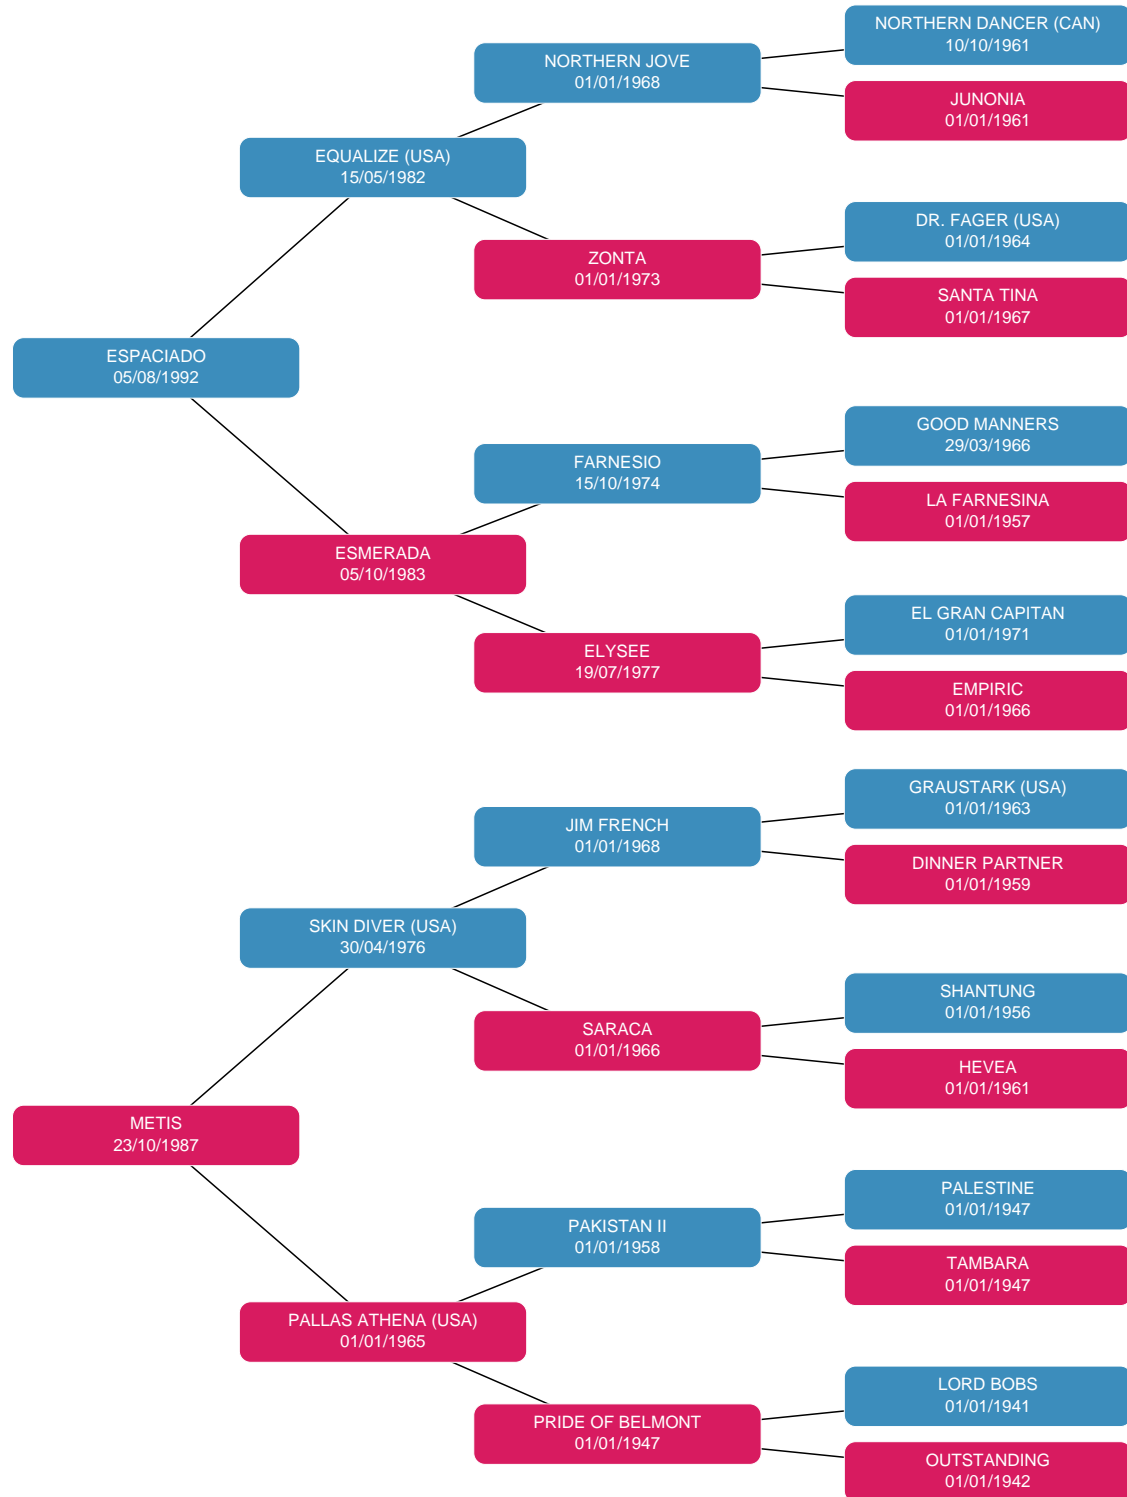 NORTHERN DANCER (CAN)
10/10/1961
NORTHERN JOVE
01/01/1968
JUNONIA
01/01/1961
EQUALIZE (USA)
15/05/1982
DR. FAGER (USA)
01/01/1964
ZONTA
01/01/1973
SANTA TINA
01/01/1967
ESPACIADO
05/08/1992
GOOD MANNERS
29/03/1966
FARNESIO
15/10/1974
LA FARNESINA
01/01/1957
ESMERADA
05/10/1983
EL GRAN CAPITAN
01/01/1971
ELYSEE
19/07/1977
EMPIRIC
01/01/1966
GRAUSTARK (USA)
01/01/1963
JIM FRENCH
01/01/1968
DINNER PARTNER
01/01/1959
SKIN DIVER (USA)
30/04/1976
SHANTUNG
01/01/1956
SARACA
01/01/1966
HEVEA
01/01/1961
METIS
23/10/1987
PALESTINE
01/01/1947
PAKISTAN II
01/01/1958
TAMBARA
01/01/1947
PALLAS ATHENA (USA)
01/01/1965
LORD BOBS
01/01/1941
PRIDE OF BELMONT
01/01/1947
OUTSTANDING
01/01/1942